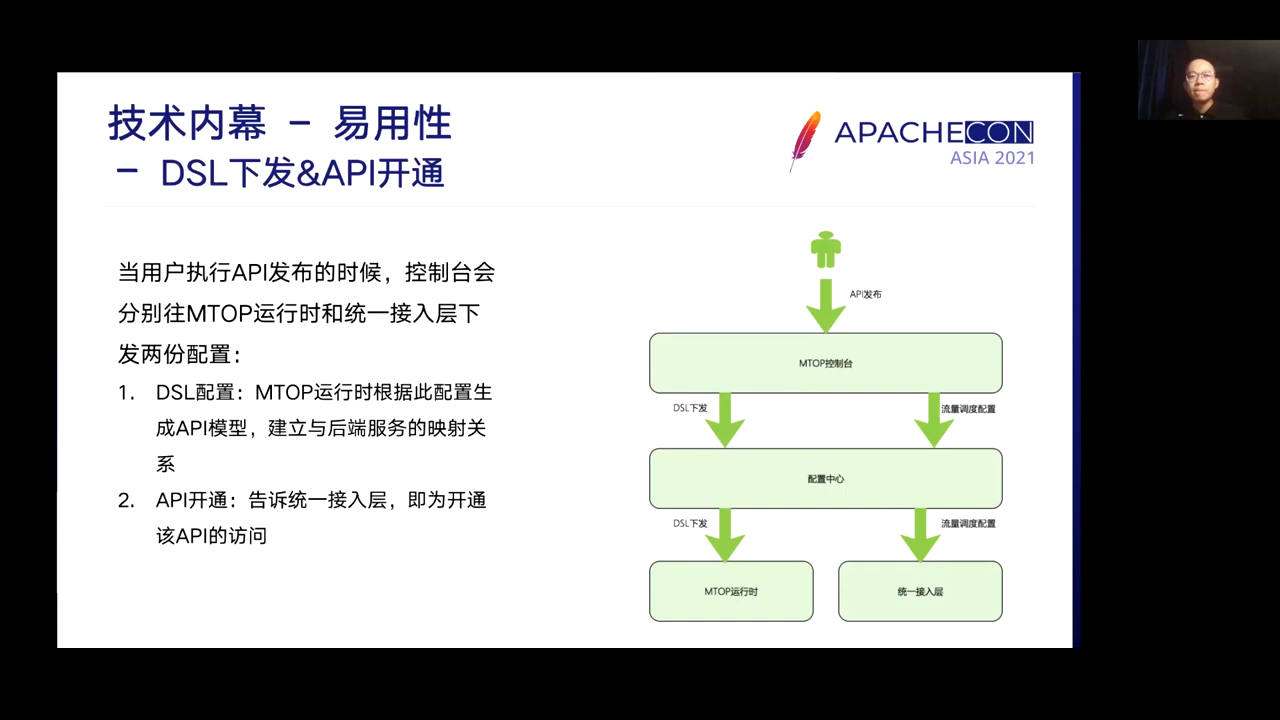 技术内幕 – 易用性
– DSL下发&API开通
APACHECON
ASIA 2021
当用户执行API发布的时候，控制台会
分别往MTOP运行时和统一接入层下
发两份配置：
1. DSL配置：MTOP运行时根据此配置生
成API模型，建立与后端服务的映射关
系
2. API开通：告诉统一接入层，即为开通
该API的访问
API发布
MTOP控制台
DSL下发
流量调度配置
配置中心
DSL下发
流量调度配置
MTOP运行时
统一接入层